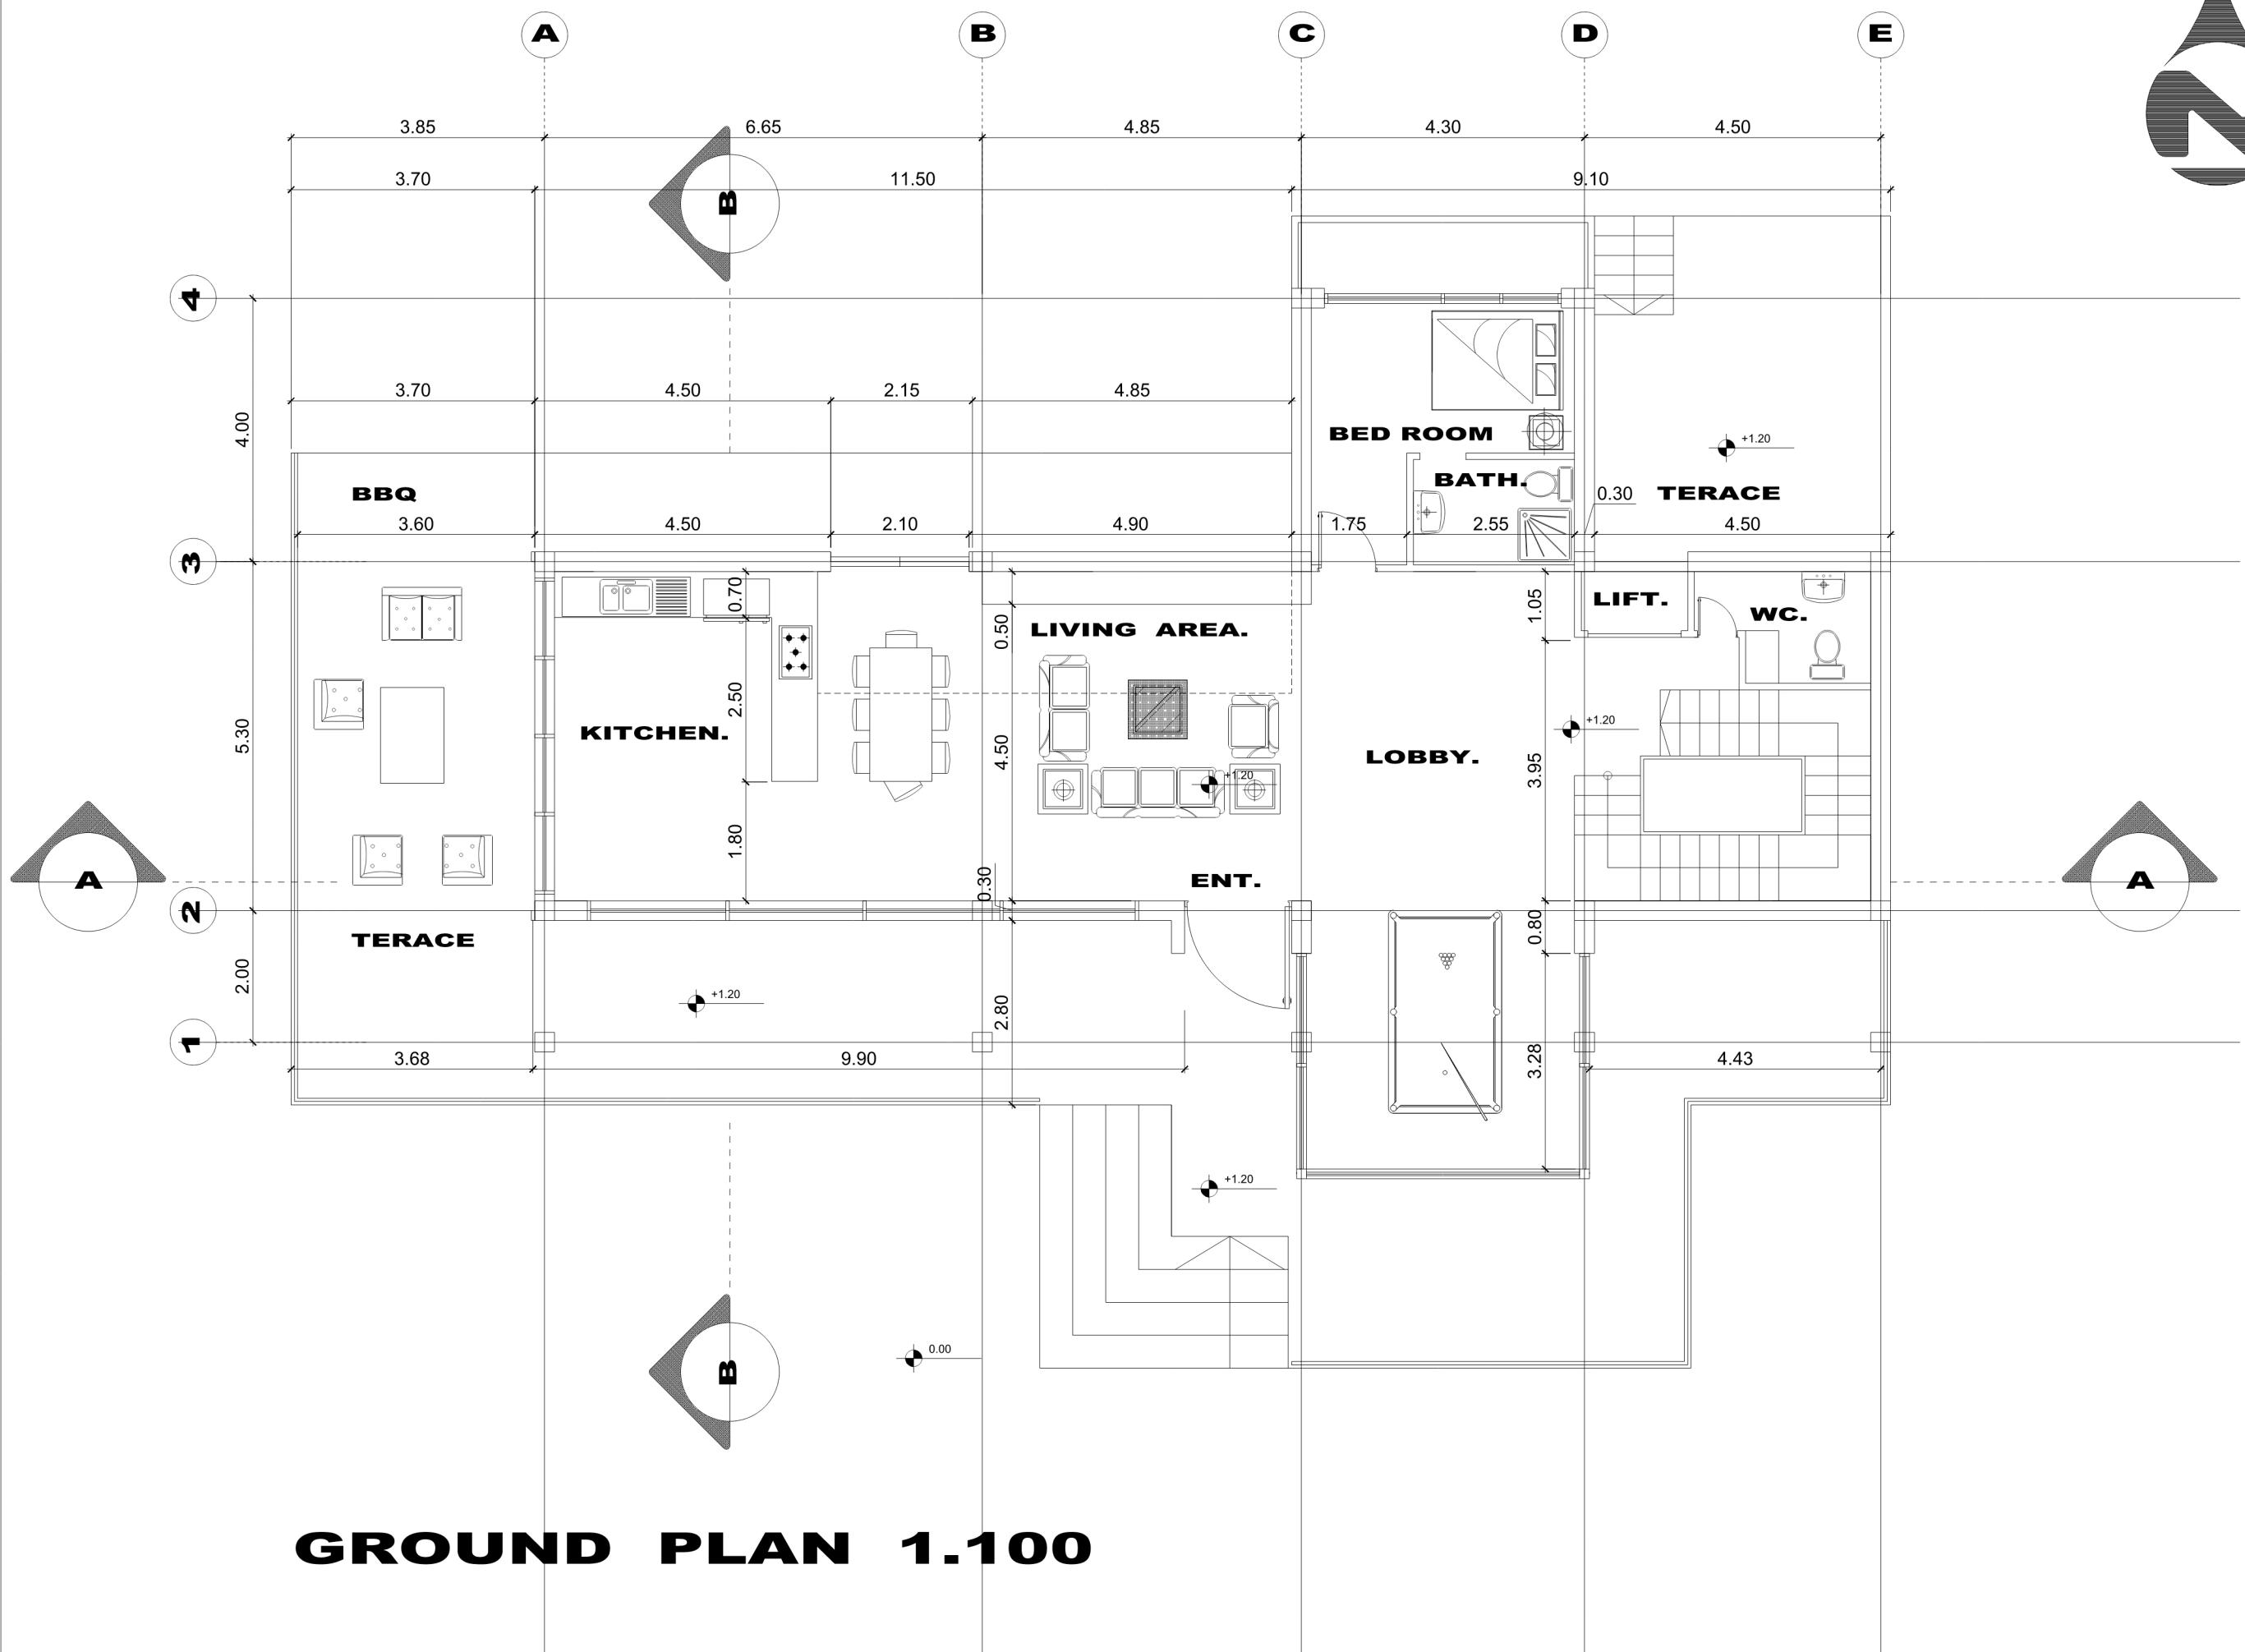 A B C D E
3.85 6.65 4.85 4.30 4.50
3.70 11.50 9.10
B
4
3.70 4.50 2.15 4.85
4.00
BED ROOM
+1.20
BATH.
BBQ
0.30 TERACE
3.60 4.50 2.10 4.90 1.75 2.55 4.50
3
0.70
1.05
LIFT.
WC.
0.50
LIVING AREA.
2.50
+1.20
5.30
KITCHEN.
4.50
LOBBY.
3.95
+1.20
1.80
A
0.30
ENT.
A
2
0.80
TERACE
2.00
+1.20
2.80
1
3.68 9.90 3.28 4.43
+1.20
0.00
B
GROUND PLAN 1.100